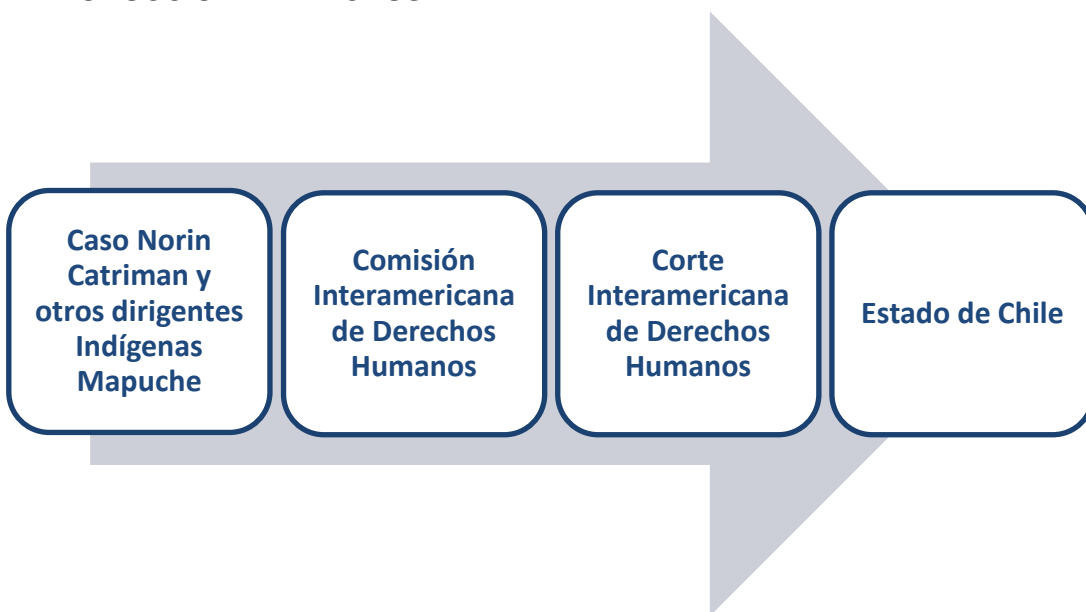 Caso Norin
Catriman y
otros dirigentes
Indígenas
Mapuche
Comisión
Interamericana
de Derechos
Humanos
Corte
Interamericana
de Derechos
Humanos
Estado de Chile